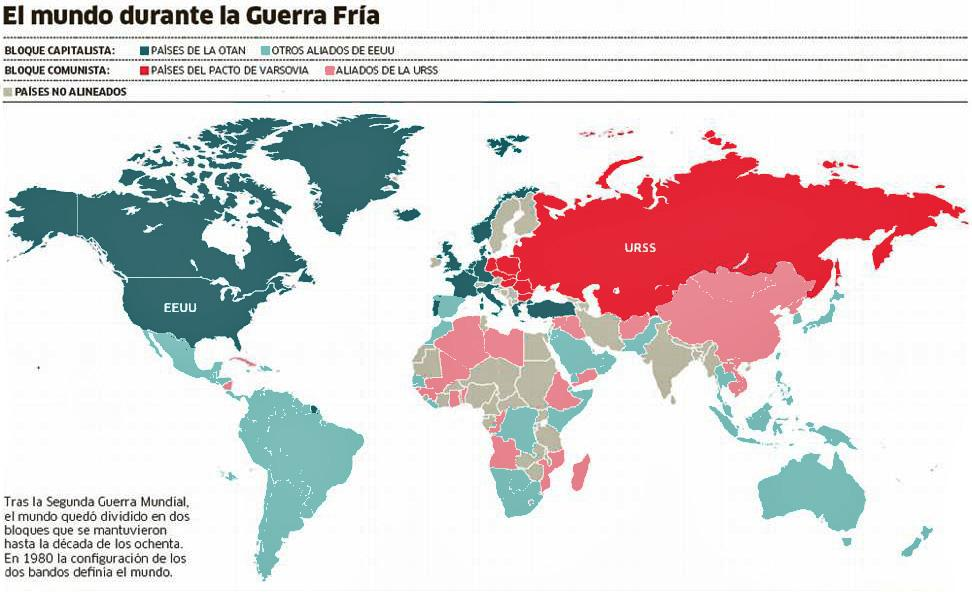 El mundo durante la Guerra Fría
BLOQUE CAPITALISTA: PAÍSES DE LA OTAN OTROS ALIADOS DE EEUU
BLOQUE COMUNISTA: PAÍSES DEL PACTO DE VARSOVIA ALIADOS DE LA URSS
PAÍSES NO ALINEADOS
URSS
EEUU
Tras la Segunda Guerra Mundial,
el mundo quedó dividido en dos
bloques que se mantuvieron
hasta la década de los ochenta.
En 1980 la configuración de los
dos bandos definia el mundo.